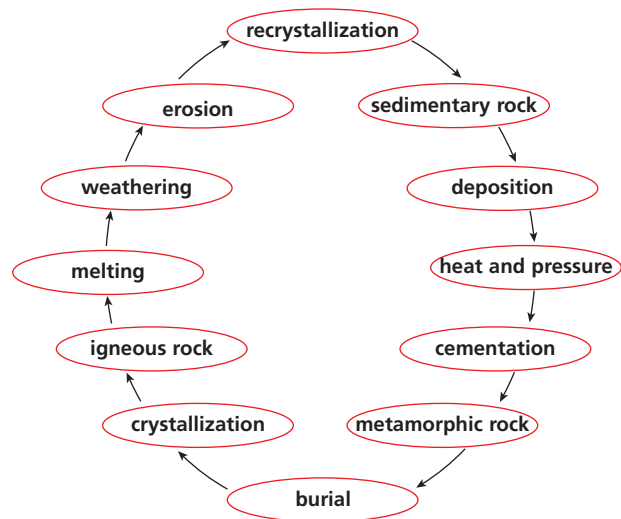 recrystallization
sedimentary rock
deposition
heat and pressure
cementation
metamorphic rock
burial
crystallization
igneous rock
melting
weathering
erosion